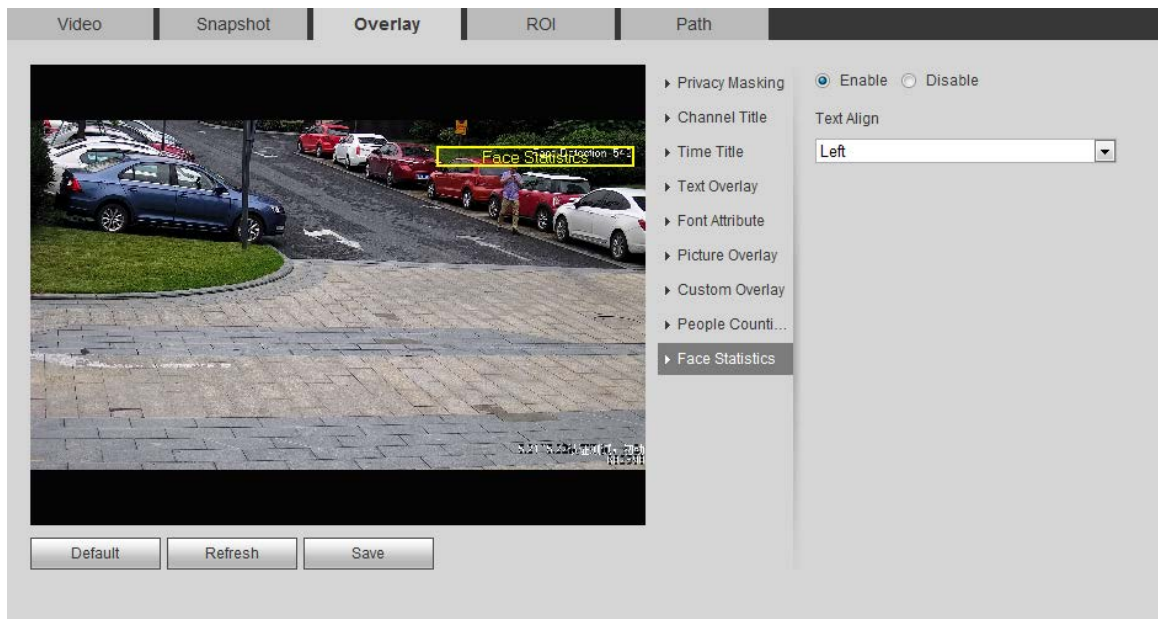 Video Snapshot Overlay ROI Path
Privacy Masking
Channel Title
Time Title
Text Overlay
Font Attribute
Picture Overlay
Custom Overlay
People Counti...
Face Statistics
Enable Disable
Text Align
Left
Face Statistics
Default Refresh Save